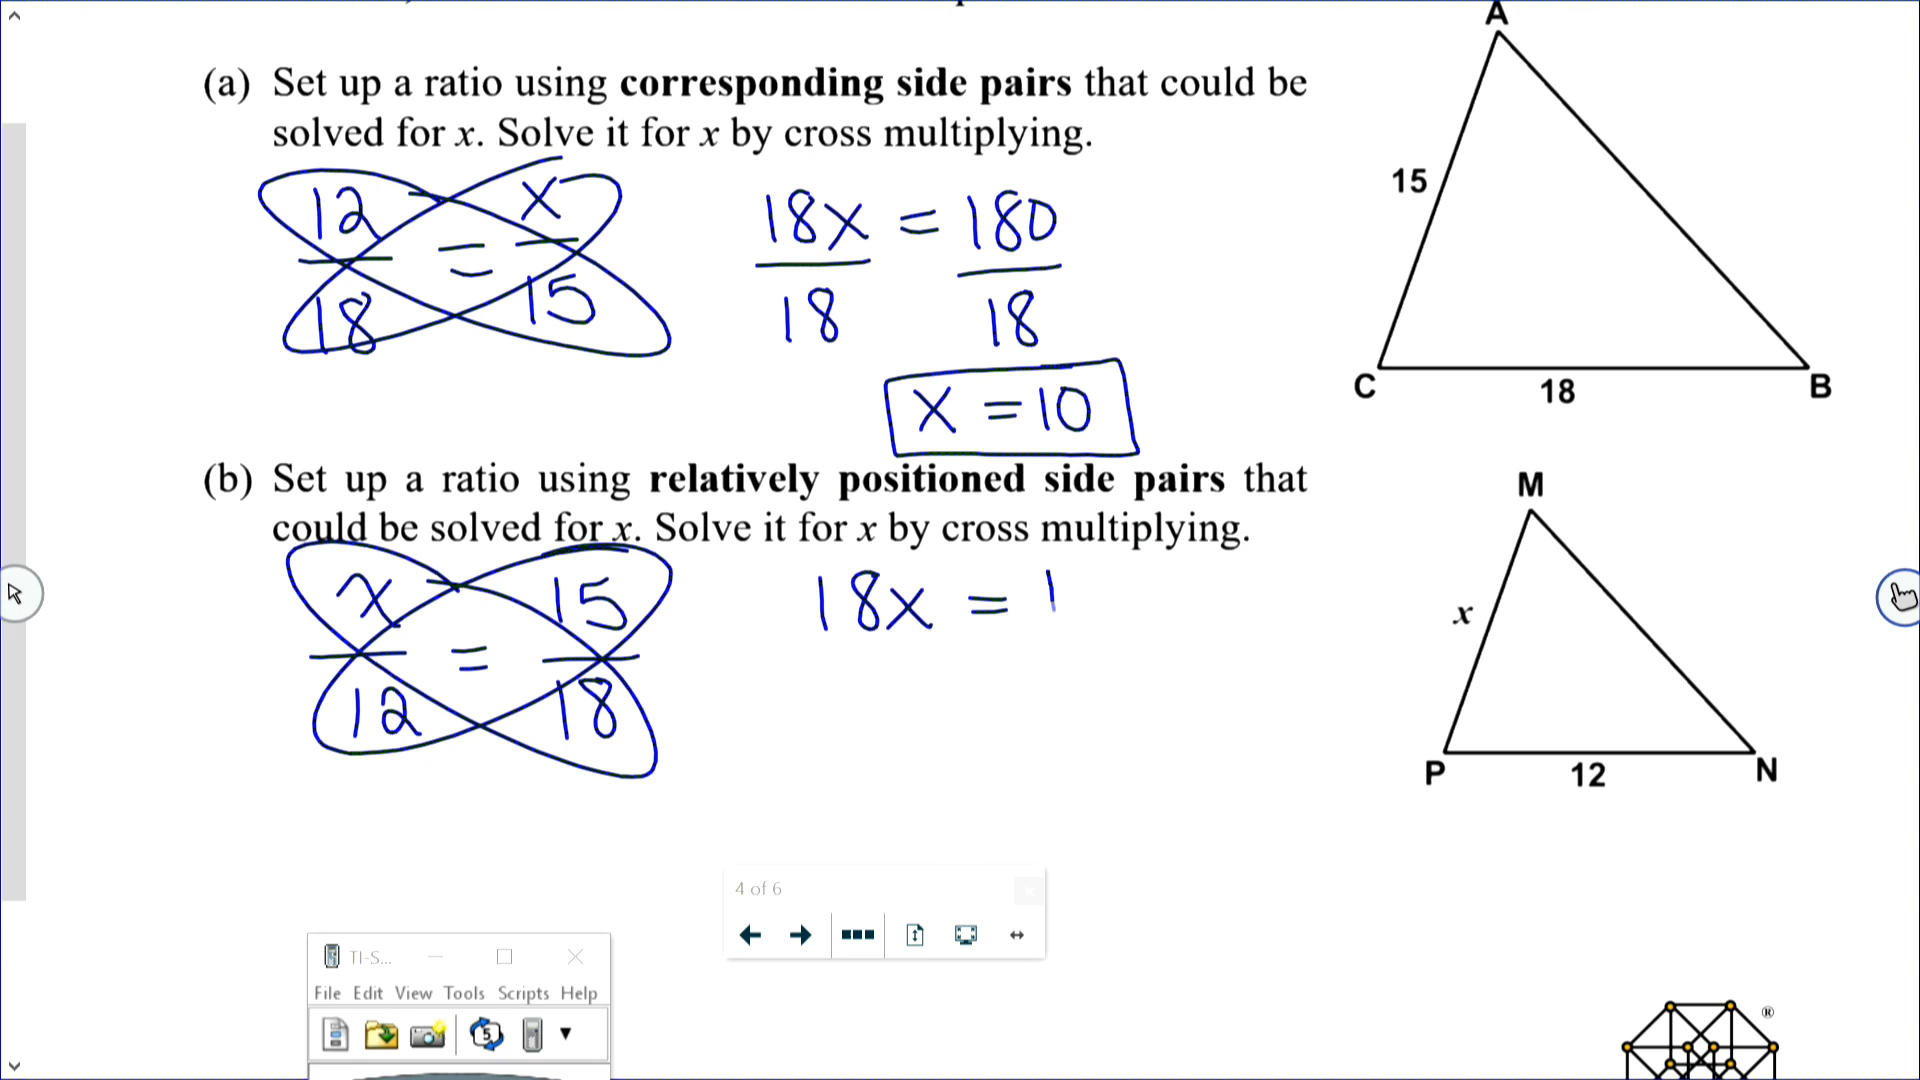 A
(a) Set up a ratio using corresponding side pairs that could be
solved for x. Solve it for x by cross multiplying.
12/18 = x/15
18x/18 = 180/18
x = 10
15
C
18
B
(b) Set up a ratio using relatively positioned side pairs that
could be solved for x. Solve it for x by cross multiplying.
x/12 = 15/18
18x = 1
M
x
P
12
N
4 of 6
TI-S...
File Edit View Tools Scripts Help
5
®